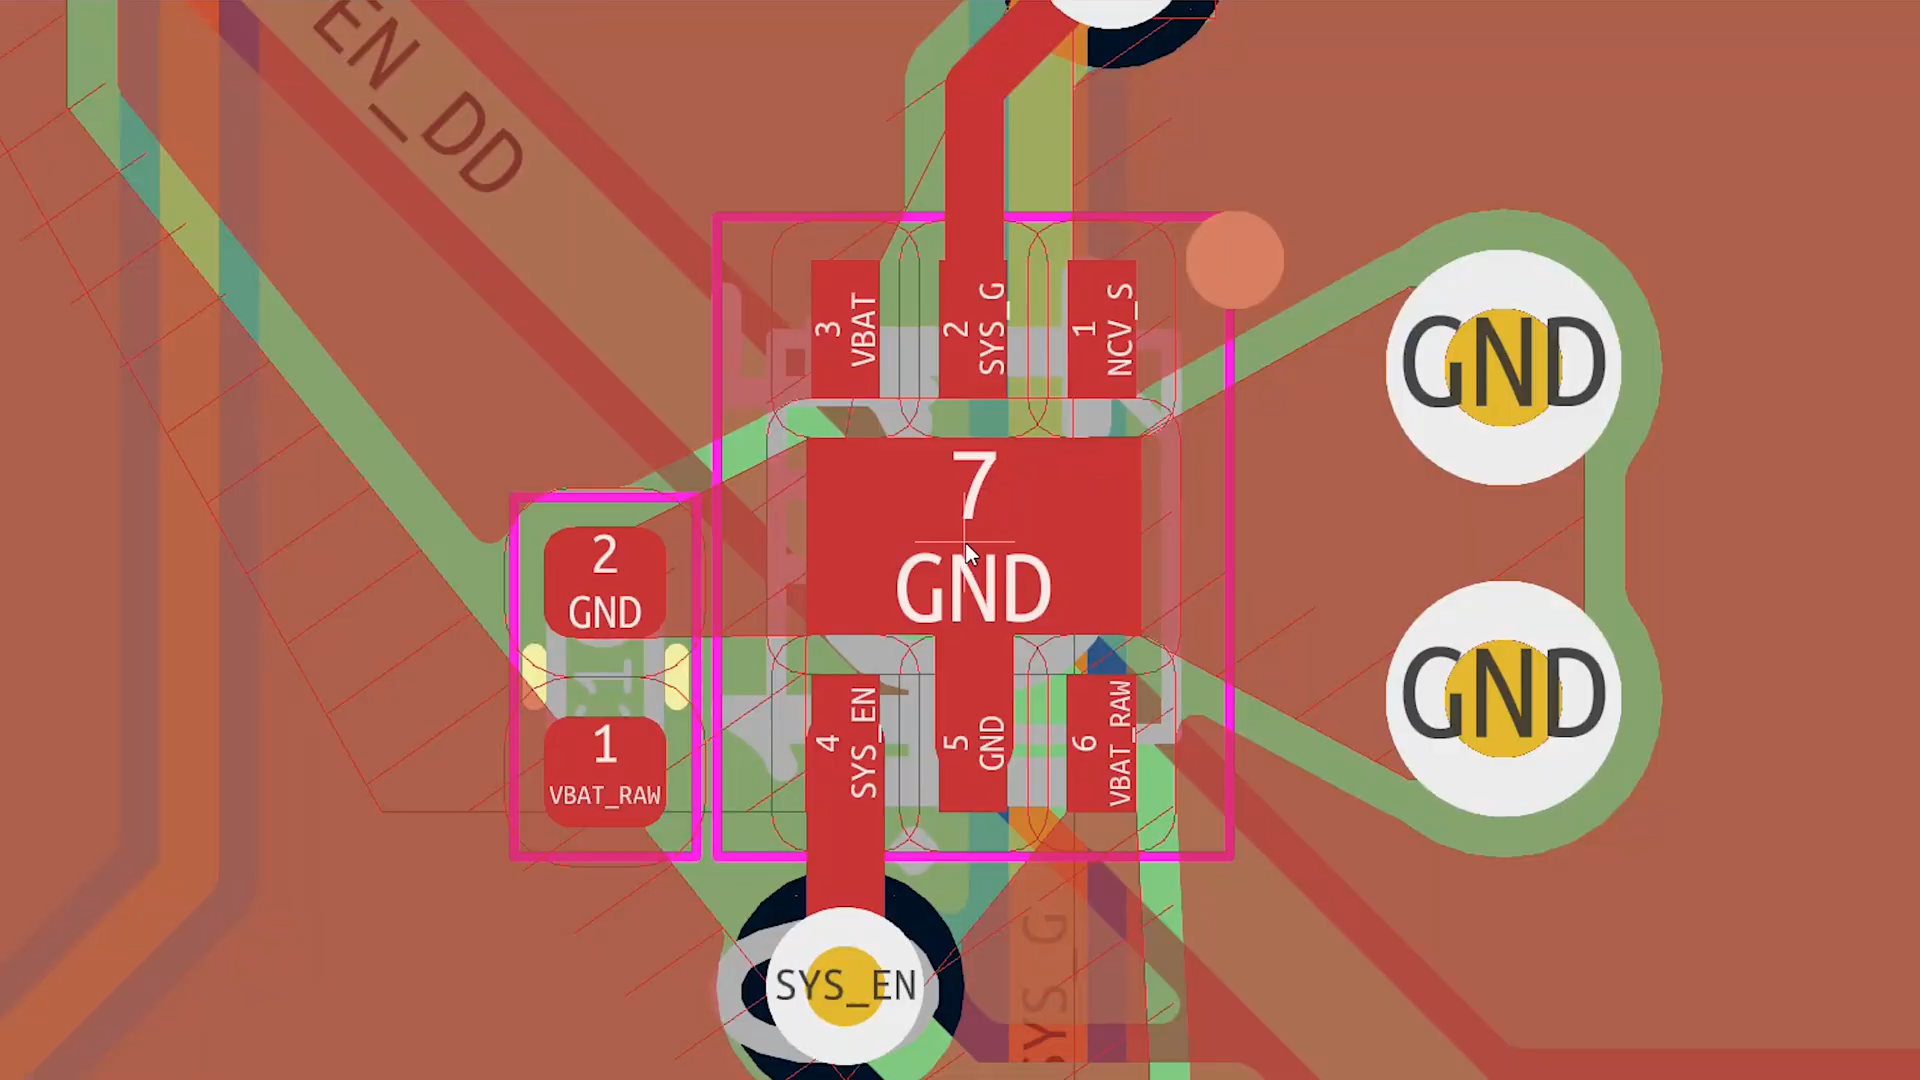 EN_DD
3
VBAT
2
SYS_G
1
NCV_S
GND
7
GND
2
GND
1
VBAT_RAW
4
SYS_EN
5
GND
6
VBAT_RAW
GND
SYS_EN
SYS_G